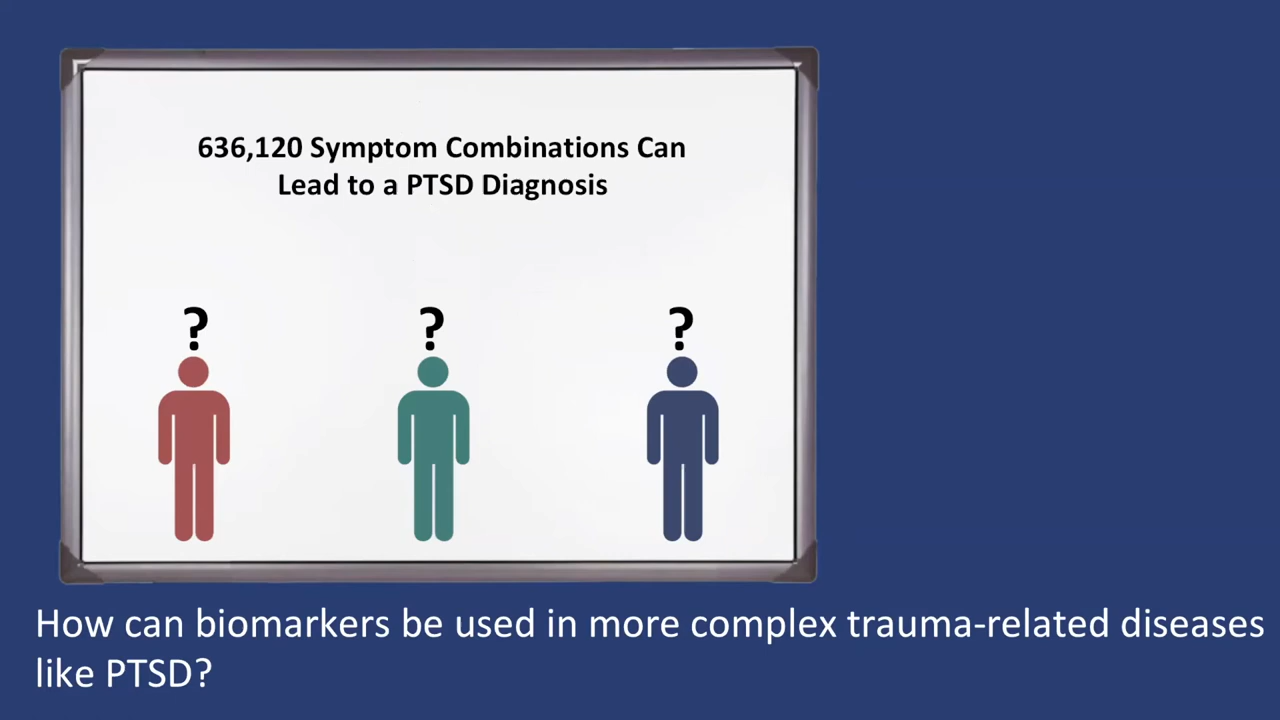 636,120 Symptom Combinations Can
Lead to a PTSD Diagnosis
? ? ?
How can biomarkers be used in more complex trauma-related diseases
like PTSD?